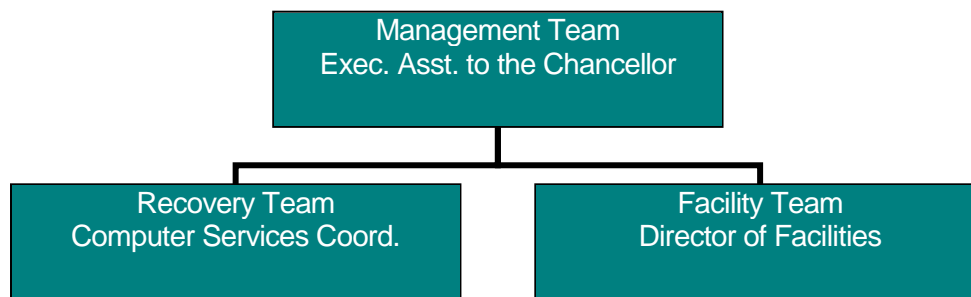 Management Team
Exec. Asst. to the Chancellor
Recovery Team
Computer Services Coord.
Facility Team
Director of Facilities